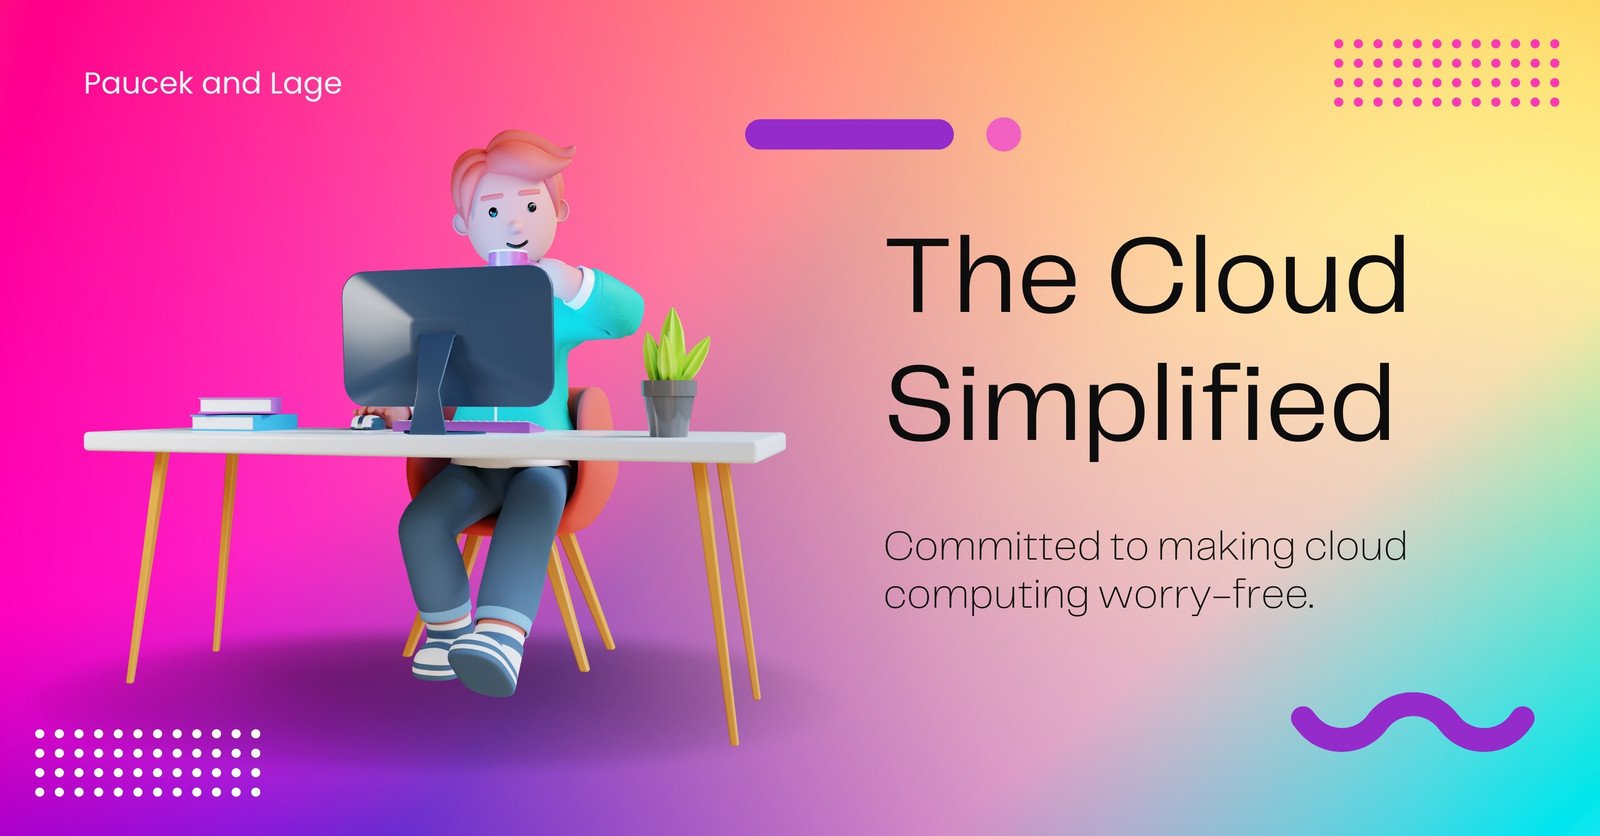 Paucek and Lage
The Cloud
Simplified
Committed to making cloud
computing worry-free.